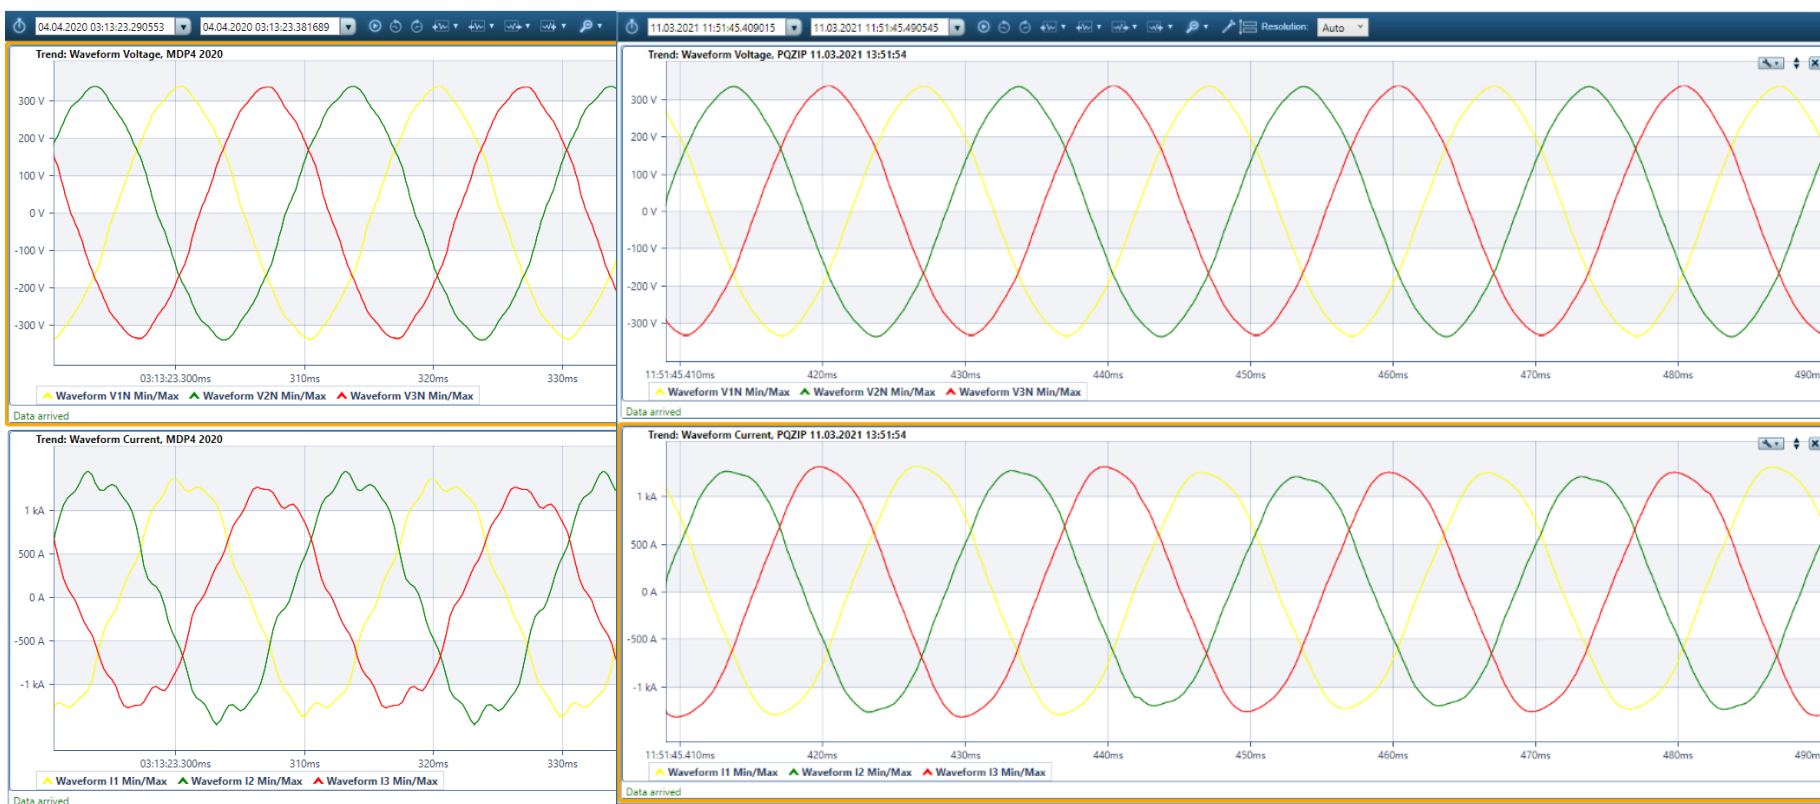 04.04.2020 03:13:23.290553 04.04.2020 03:13:23.381689
Trend: Waveform Voltage, MDP4 2020
300 V
200 V
100 V
0 V
-100 V
-200 V
-300 V
03:13:23.300ms 310ms 320ms 330ms
Waveform V1N Min/Max Waveform V2N Min/Max Waveform V3N Min/Max
Data arrived
Trend: Waveform Current, MDP4 2020
1 kA
500 A
0 A
-500 A
-1 kA
03:13:23.300ms 310ms 320ms 330ms
Waveform I1 Min/Max Waveform I2 Min/Max Waveform I3 Min/Max
Data arrived
11.03.2021 11:51:45.409015 11.03.2021 11:51:45.490545 Resolution: Auto
Trend: Waveform Voltage, PQZIP 11.03.2021 13:51:54
300 V
200 V
100 V
0 V
-100 V
-200 V
-300 V
11:51:45.410ms 420ms 430ms 440ms 450ms 460ms 470ms 480ms 490m
Waveform V1N Min/Max Waveform V2N Min/Max Waveform V3N Min/Max
Data arrived
Trend: Waveform Current, PQZIP 11.03.2021 13:51:54
1 kA
500 A
0 A
-500 A
-1 kA
11:51:45.410ms 420ms 430ms 440ms 450ms 460ms 470ms 480ms 490m
Waveform I1 Min/Max Waveform I2 Min/Max Waveform I3 Min/Max
Data arrived